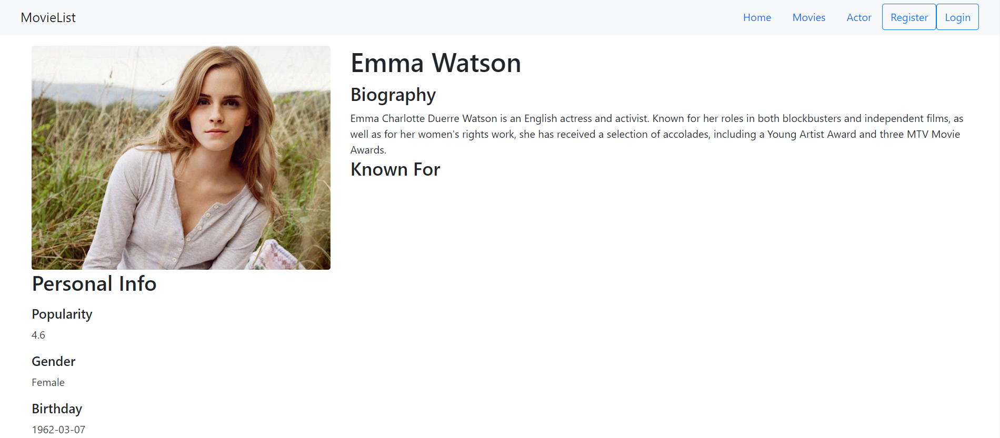 MovieList
Home Movies Actor Register Login
Emma Watson
Biography
Emma Charlotte Duerre Watson is an English actress and activist. Known for her roles in both blockbusters and independent films, as
well as for her women's rights work, she has received a selection of accolades, including a Young Artist Award and three MTV Movie
Awards.
Known For
Personal Info
Popularity
4.6
Gender
Female
Birthday
1962-03-07